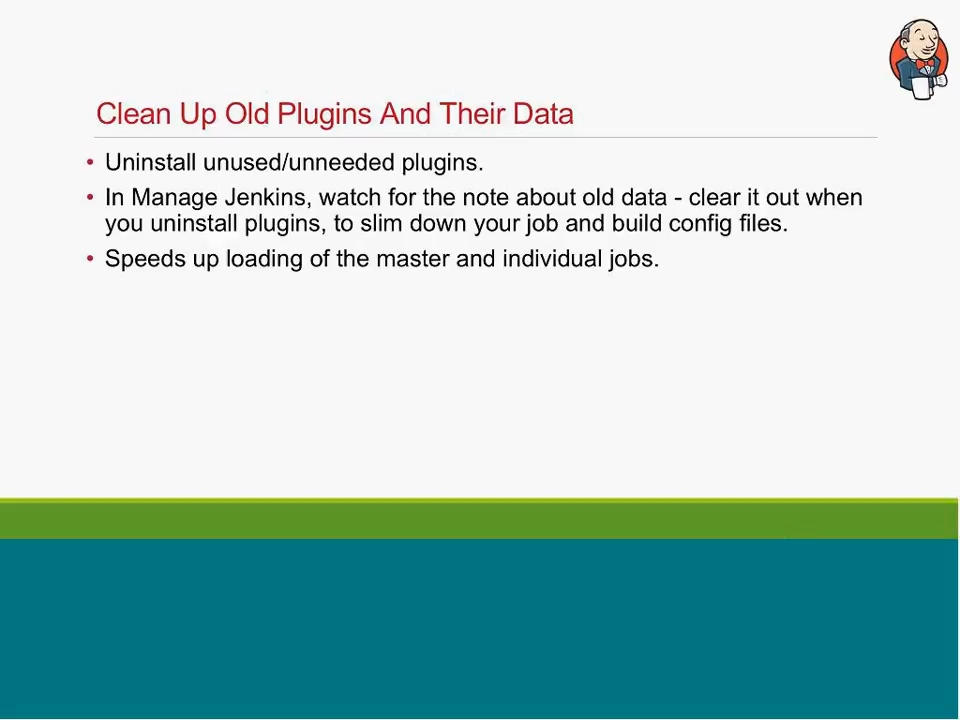 Clean Up Old Plugins And Their Data
• Uninstall unused/unneeded plugins.
• In Manage Jenkins, watch for the note about old data - clear it out when
you uninstall plugins, to slim down your job and build config files.
• Speeds up loading of the master and individual jobs.